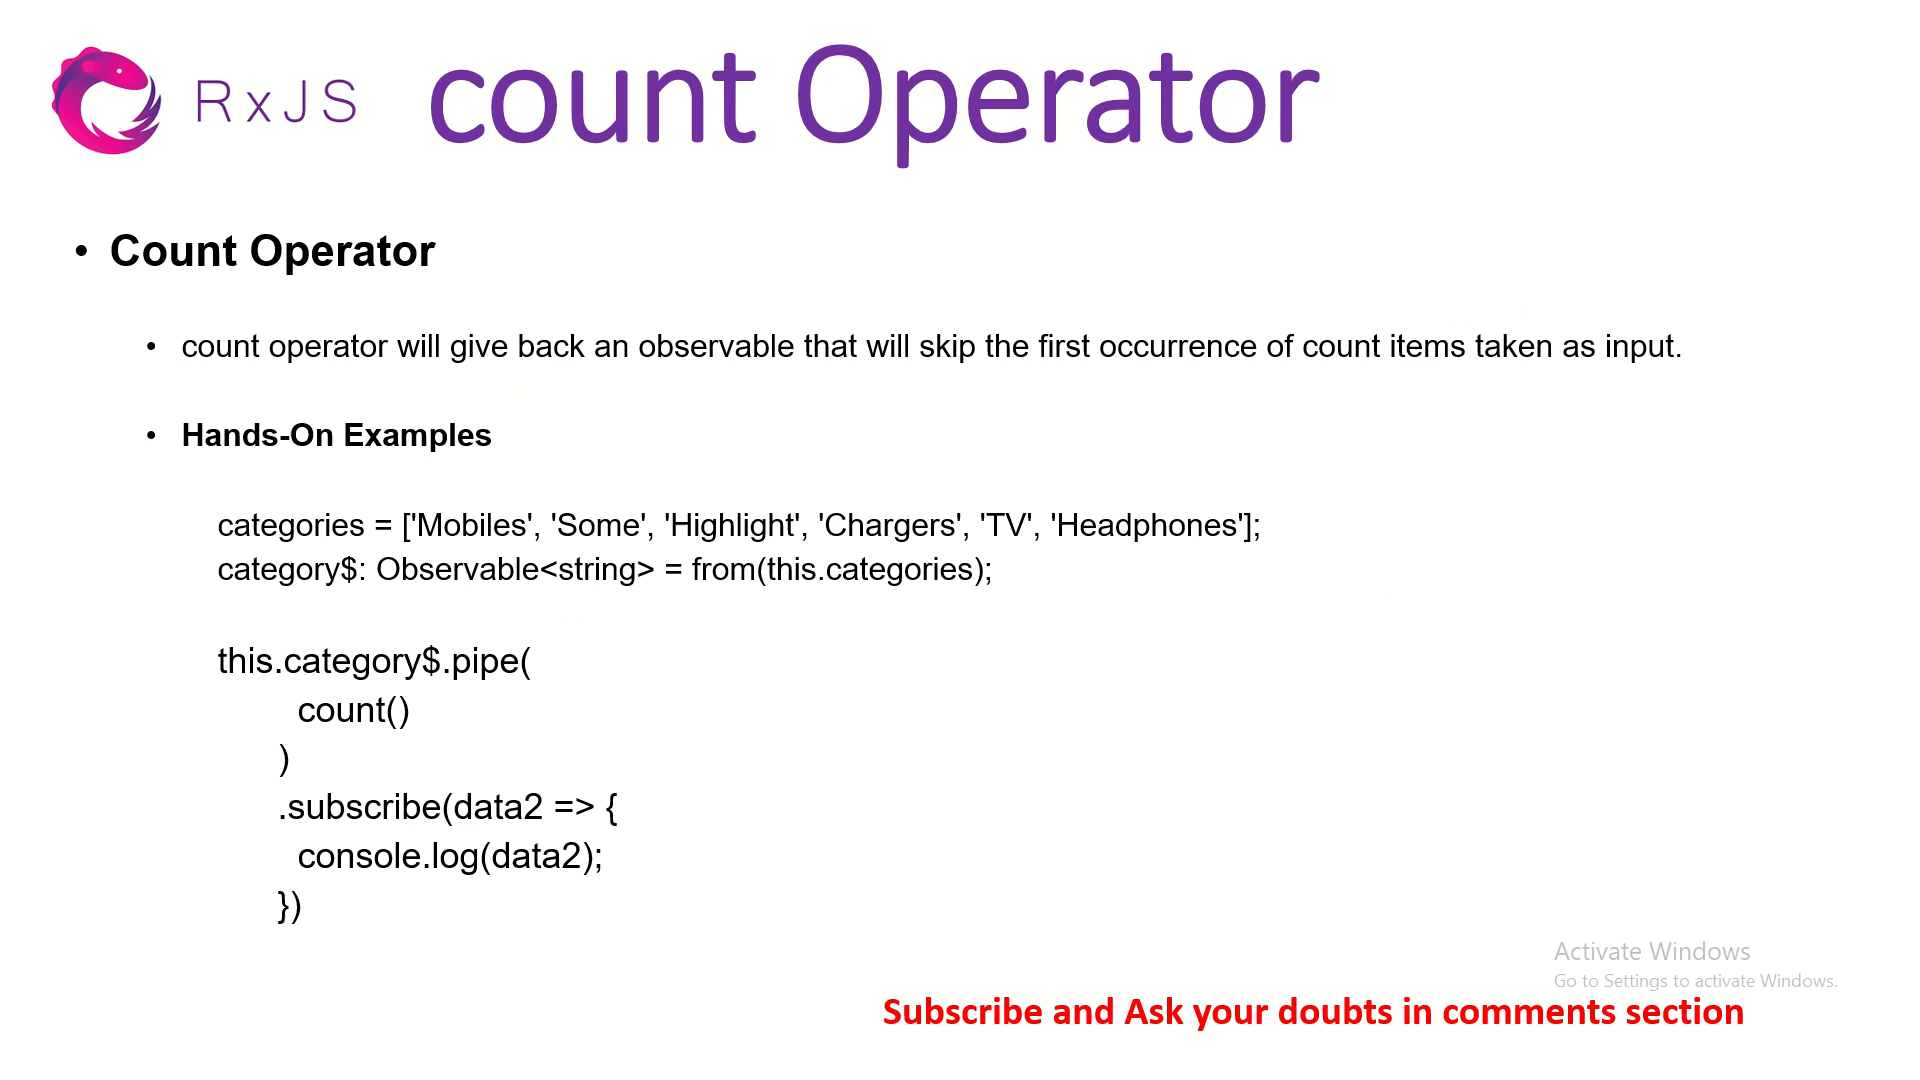 RxJS
count Operator
• Count Operator
• count operator will give back an observable that will skip the first occurrence of count items taken as input.
• Hands-On Examples
categories = ['Mobiles', 'Some', 'Highlight', 'Chargers', 'TV', 'Headphones'];
category$: Observable<string> = from(this.categories);
this.category$.pipe(
count()
)
.subscribe(data2 => {
console.log(data2);
})
Activate Windows
Go to Settings to activate Windows.
Subscribe and Ask your doubts in comments section